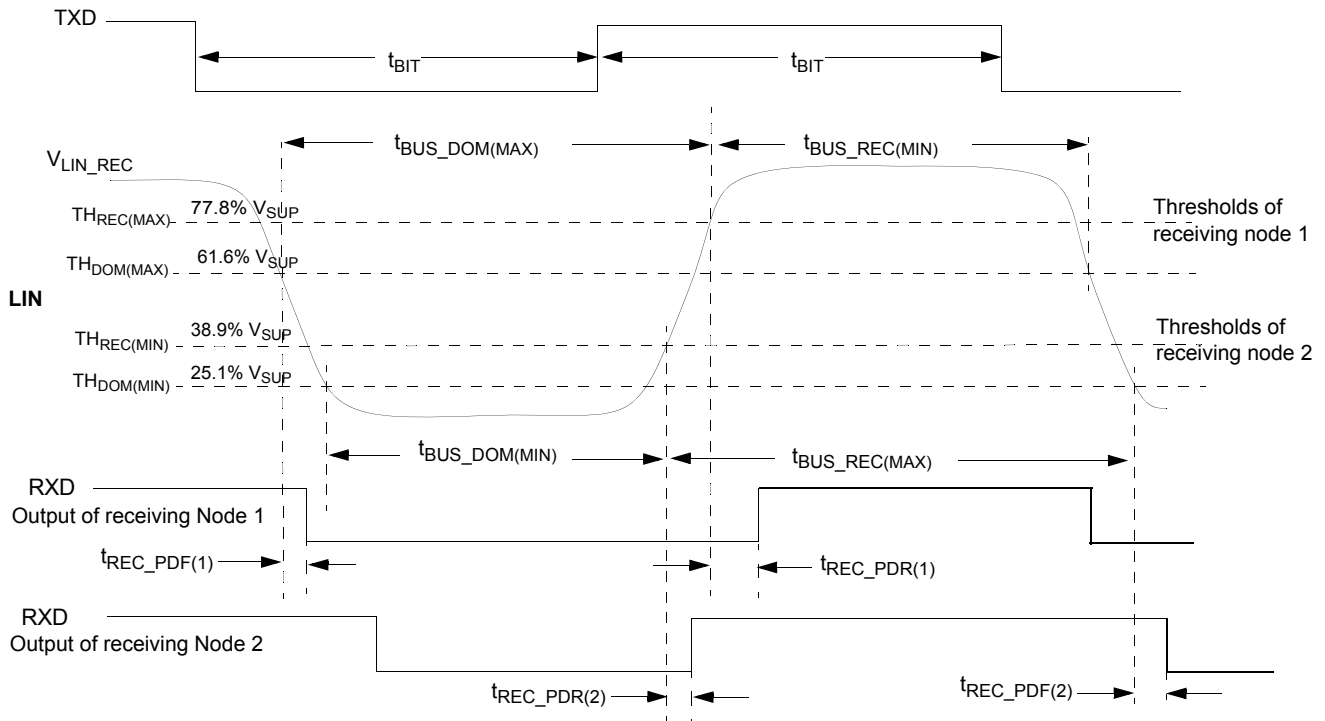 TXD
tBIT
tBIT
tBUS_DOM(MAX)
tBUS_REC(MIN)
VLIN_REC
THREC(MAX)
77.8% VSUP
Thresholds of
receiving node 1
THDOM(MAX)
61.6% VSUP
LIN
THREC(MIN)
38.9% VSUP
Thresholds of
receiving node 2
THDOM(MIN)
25.1% VSUP
tBUS_DOM(MIN)
tBUS_REC(MAX)
RXD
Output of receiving Node 1
tREC_PDF(1)
tREC_PDR(1)
RXD
Output of receiving Node 2
tREC_PDR(2)
tREC_PDF(2)